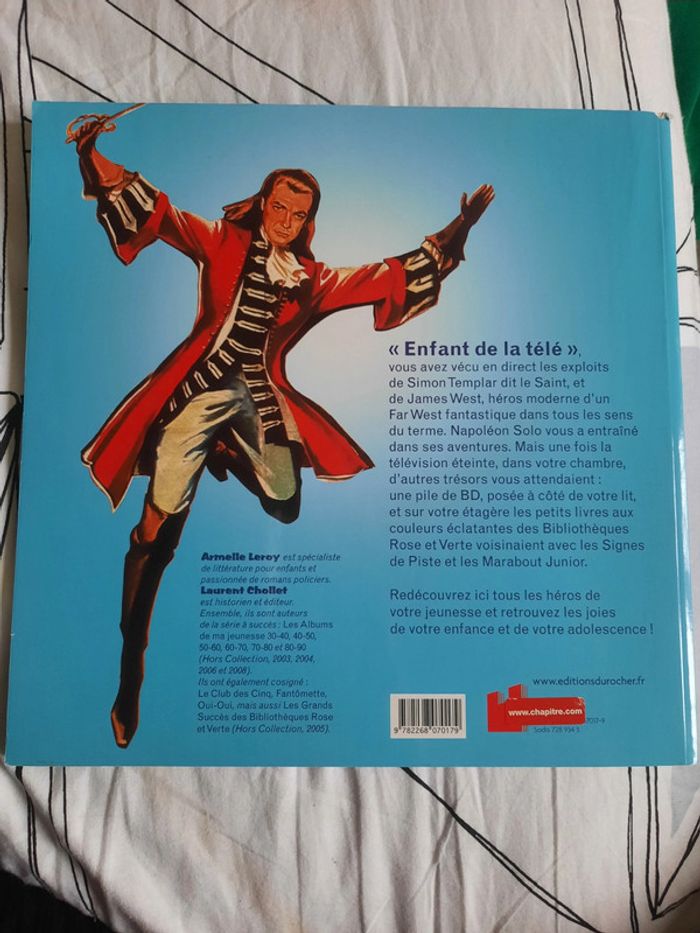 « Enfant de la télé »,
vous avez vécu en direct les exploits
de Simon Templar dit le Saint, et
de James West, héros moderne d'un
Far West fantastique dans tous les sens
du terme. Napoléon Solo vous a entraîné
dans ses aventures. Mais une fois la
télévision éteinte, dans votre chambre,
d'autres trésors vous attendaient :
une pile de BD, posée à côté de votre lit,
et sur votre étagère les petits livres aux
couleurs éclatantes des Bibliothèques
Rose et Verte voisinaient avec les Signes
de Piste et les Marabout Junior.
Redécouvrez ici tous les héros de
votre jeunesse et retrouvez les joies
de votre enfance et de votre adolescence !
Armelle Leroy est spécialiste
de littérature pour enfants et
passionnée de romans policiers.
Laurent Chollet
est historien et éditeur.
Ensemble, ils sont auteurs
de la série à succès : Les Albums
de ma jeunesse 30-40, 40-50,
50-60, 60-70, 70-80 et 80-90
(Hors Collection, 2003, 2004,
2006 et 2008).
Ils ont également cosigné :
Le Club des Cinq, Fantômette,
Oui-Oui, mais aussi Les Grands
Succès des Bibliothèques Rose
et Verte (Hors Collection, 2005).
www.editionsdurocher.fr
9 782268 070179
www.chapitre.com
7017-9
Sodis 728 934 5